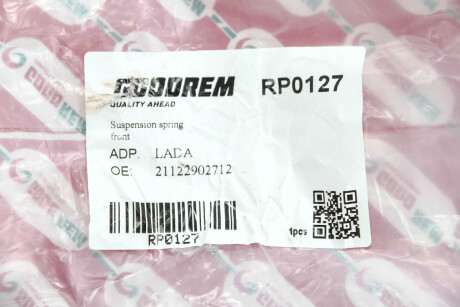 GOODREM
RP0127
QUALITY AHEAD
Suspension spring
front
ADP. LADA
OE: 21122902712
RP0127
1pcs